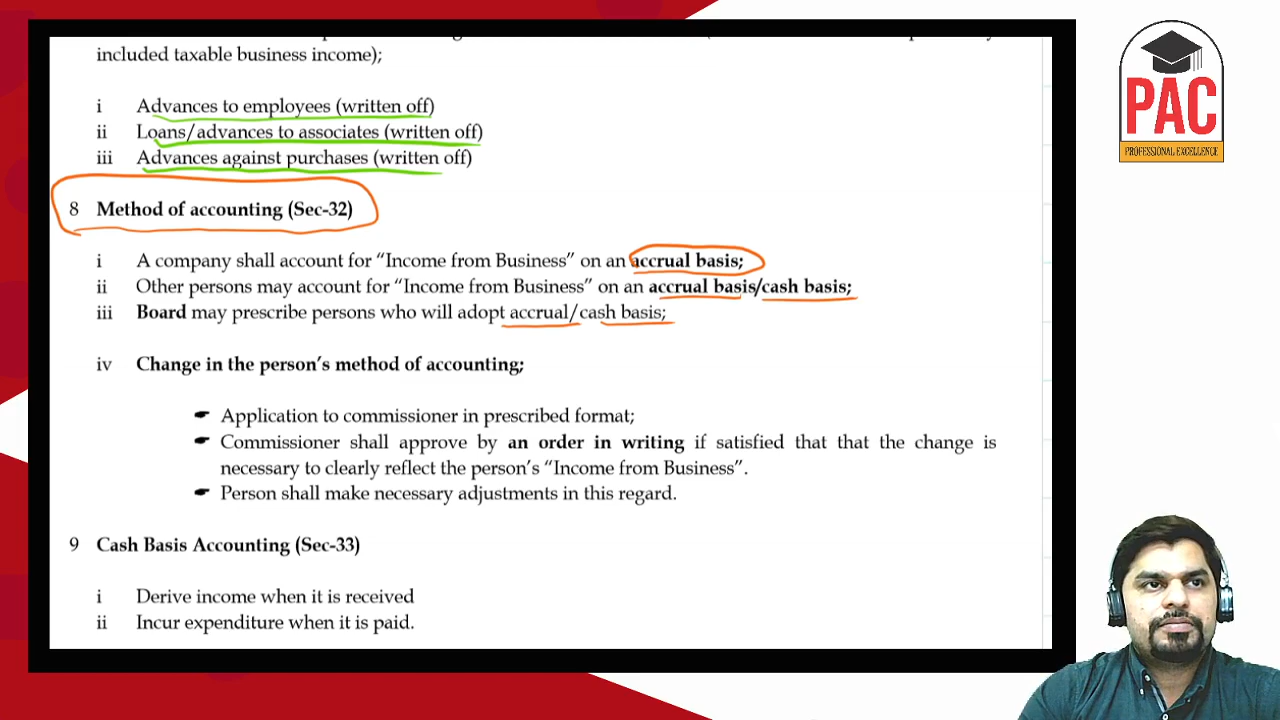 included taxable business income);
i Advances to employees (written off)
ii Loans/advances to associates (written off)
iii Advances against purchases (written off)
8 Method of accounting (Sec-32)
i A company shall account for “Income from Business” on an accrual basis;
ii Other persons may account for “Income from Business” on an accrual basis/cash basis;
iii Board may prescribe persons who will adopt accrual/cash basis;
iv Change in the person’s method of accounting;
Application to commissioner in prescribed format;
Commissioner shall approve by an order in writing if satisfied that that the change is
necessary to clearly reflect the person’s “Income from Business”.
Person shall make necessary adjustments in this regard.
9 Cash Basis Accounting (Sec-33)
i Derive income when it is received
ii Incur expenditure when it is paid.
PAC
PROFESSIONAL EXCELLENCE